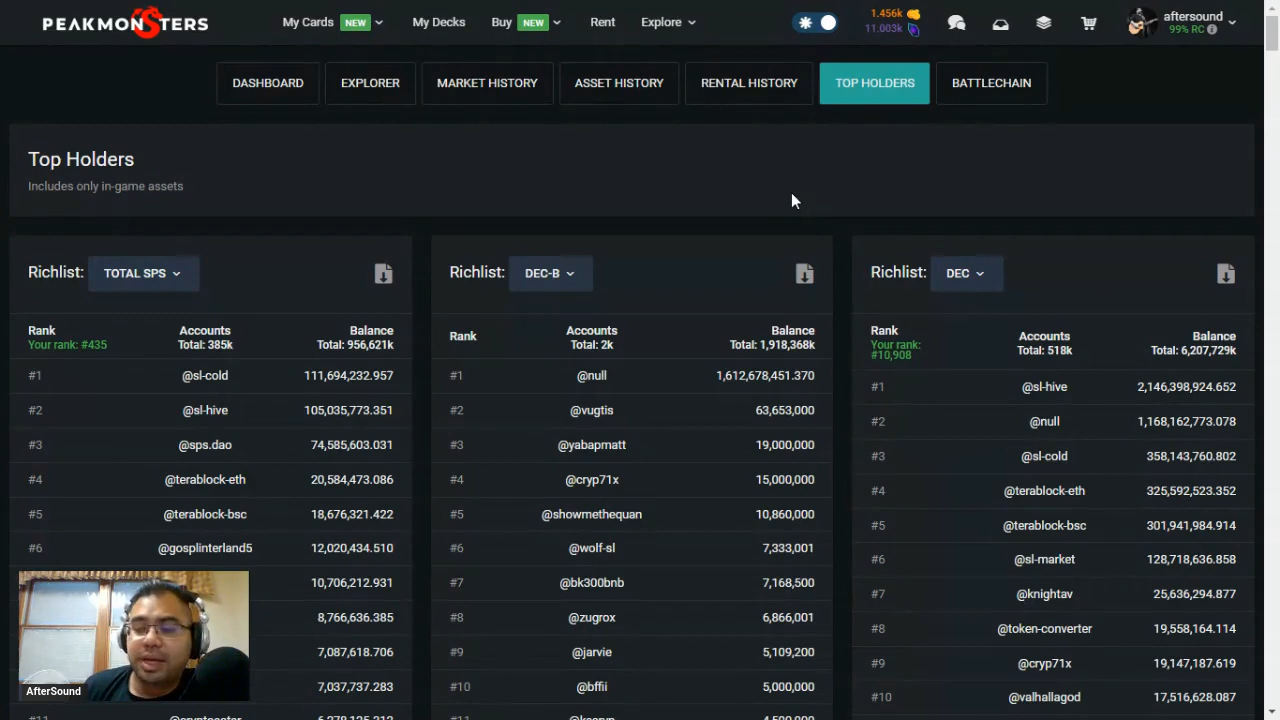 PEAKMONSTERS
My Cards NEW
My Decks
Buy NEW
Rent
Explore
1.456k
11.003k
aftersound
99% RC
DASHBOARD
EXPLORER
MARKET HISTORY
ASSET HISTORY
RENTAL HISTORY
TOP HOLDERS
BATTLECHAIN
Top Holders
Includes only in-game assets
Richlist: TOTAL SPS
Rank Accounts Balance
Your rank: #435 Total: 385k Total: 956,621k
#1 @sl-cold 111,694,232.957
#2 @sl-hive 105,035,773.351
#3 @sps.dao 74,585,603.031
#4 @terablock-eth 20,584,473.086
#5 @terablock-bsc 18,676,321.422
#6 @gosplinterland5 12,020,434.510
10,706,212.931
8,766,636.385
7,087,618.706
7,037,737.283
AfterSound
Richlist: DEC-B
Rank Accounts Balance
Total: 2k Total: 1,918,368k
#1 @null 1,612,678,451.370
#2 @vugtis 63,653,000
#3 @yabapmatt 19,000,000
#4 @cryp71x 15,000,000
#5 @showmethequan 10,860,000
#6 @wolf-sl 7,333,001
#7 @bk300bnb 7,168,500
#8 @zugrox 6,866,001
#9 @jarvie 5,109,200
#10 @bffii 5,000,000
Richlist: DEC
Rank Accounts Balance
Your rank: #10,908 Total: 518k Total: 6,207,729k
#1 @sl-hive 2,146,398,924.652
#2 @null 1,168,162,773.078
#3 @sl-cold 358,143,760.802
#4 @terablock-eth 325,592,523.352
#5 @terablock-bsc 301,941,984.914
#6 @sl-market 128,718,636.858
#7 @knightav 25,636,294.877
#8 @token-converter 19,558,164.114
#9 @cryp71x 19,147,187.619
#10 @valhallagod 17,516,628.087